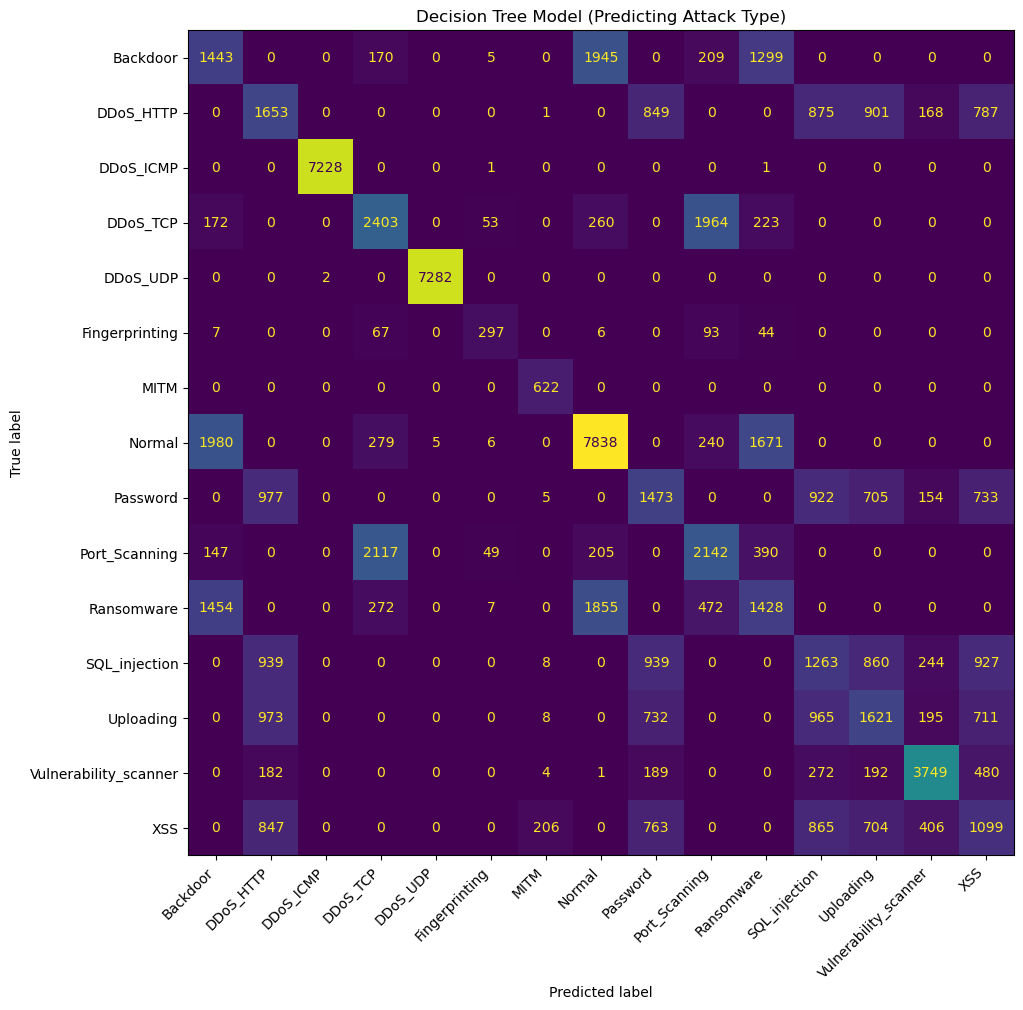 Decision Tree Model (Predicting Attack Type)
Backdoor 1443 0 0 170 0 5 0 1945 0 209 1299 0 0 0 0
DDoS_HTTP 0 1653 0 0 0 0 1 0 849 0 0 875 901 168 787
DDoS_ICMP 0 0 7228 0 0 1 0 0 0 0 1 0 0 0 0
DDoS_TCP 172 0 0 2403 0 53 0 260 0 1964 223 0 0 0 0
DDoS_UDP 0 0 2 0 7282 0 0 0 0 0 0 0 0 0 0
Fingerprinting 7 0 0 67 0 297 0 6 0 93 44 0 0 0 0
MITM 0 0 0 0 0 0 622 0 0 0 0 0 0 0 0
Normal 1980 0 0 279 5 6 0 7838 0 240 1671 0 0 0 0
Password 0 977 0 0 0 0 5 0 1473 0 0 922 705 154 733
Port_Scanning 147 0 0 2117 0 49 0 205 0 2142 390 0 0 0 0
Ransomware 1454 0 0 272 0 7 0 1855 0 472 1428 0 0 0 0
SQL_injection 0 939 0 0 0 0 8 0 939 0 0 1263 860 244 927
Uploading 0 973 0 0 0 0 8 0 732 0 0 965 1621 195 711
Vulnerability_scanner 0 182 0 0 0 0 4 1 189 0 0 272 192 3749 480
XSS 0 847 0 0 0 0 206 0 763 0 0 865 704 406 1099
True label
Backdoor
DDoS_HTTP
DDoS_ICMP
DDoS_TCP
DDoS_UDP
Fingerprinting
MITM
Normal
Password
Port_Scanning
Ransomware
SQL_injection
Uploading
Vulnerability_scanner
XSS
Predicted label